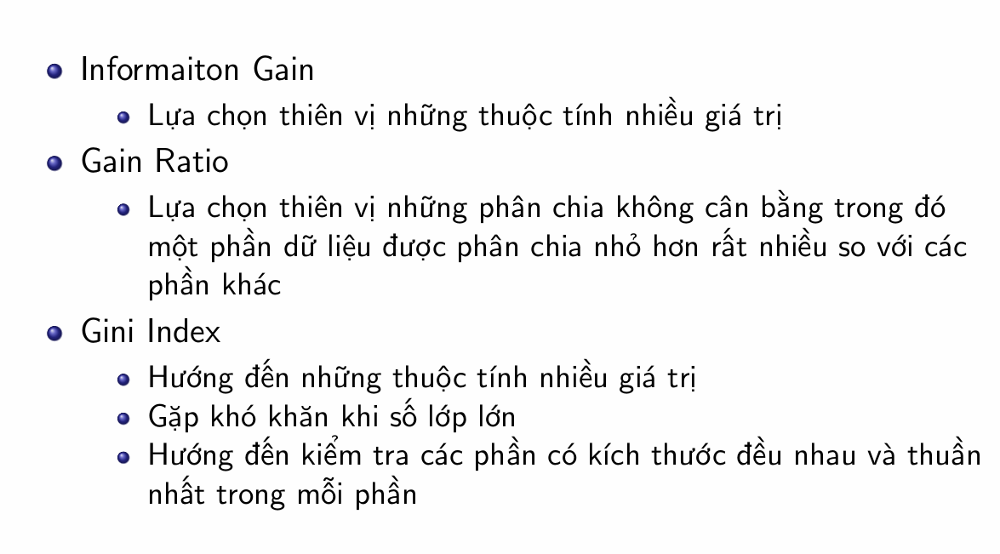 Informaiton Gain
Lựa chọn thiên vị những thuộc tính nhiều giá trị
Gain Ratio
Lựa chọn thiên vị những phân chia không cân bằng trong đó
một phần dữ liệu được phân chia nhỏ hơn rất nhiều so với các
phần khác
Gini Index
Hướng đến những thuộc tính nhiều giá trị
Gặp khó khăn khi số lớp lớn
Hướng đến kiểm tra các phần có kích thước đều nhau và thuần
nhất trong mỗi phần